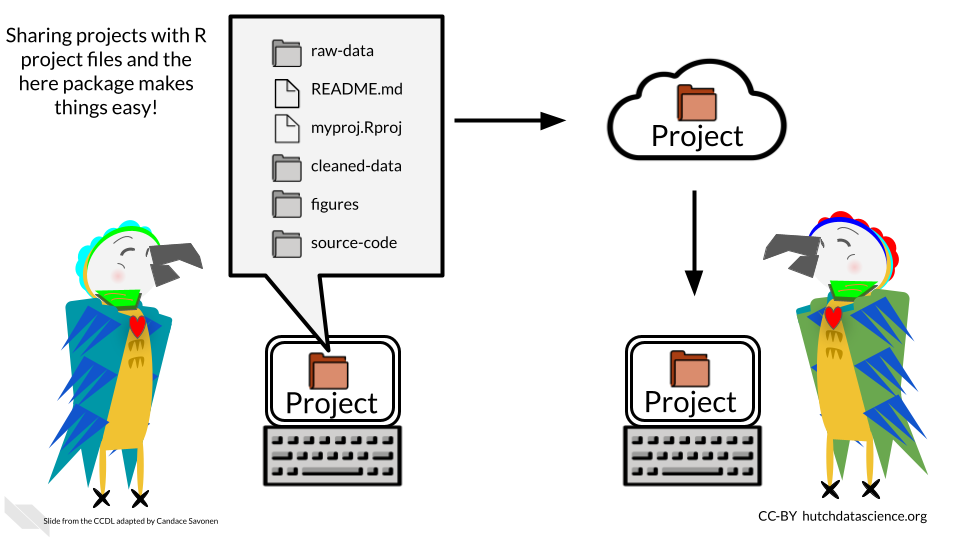 Sharing projects with R
project files and the
here package makes
things easy!
raw-data
README.md
myproj.Rproj
cleaned-data
figures
source-code
Project
Project
Project
Slide from the CCDL adapted by Candace Savonen
CC-BY hutchdatascience.org